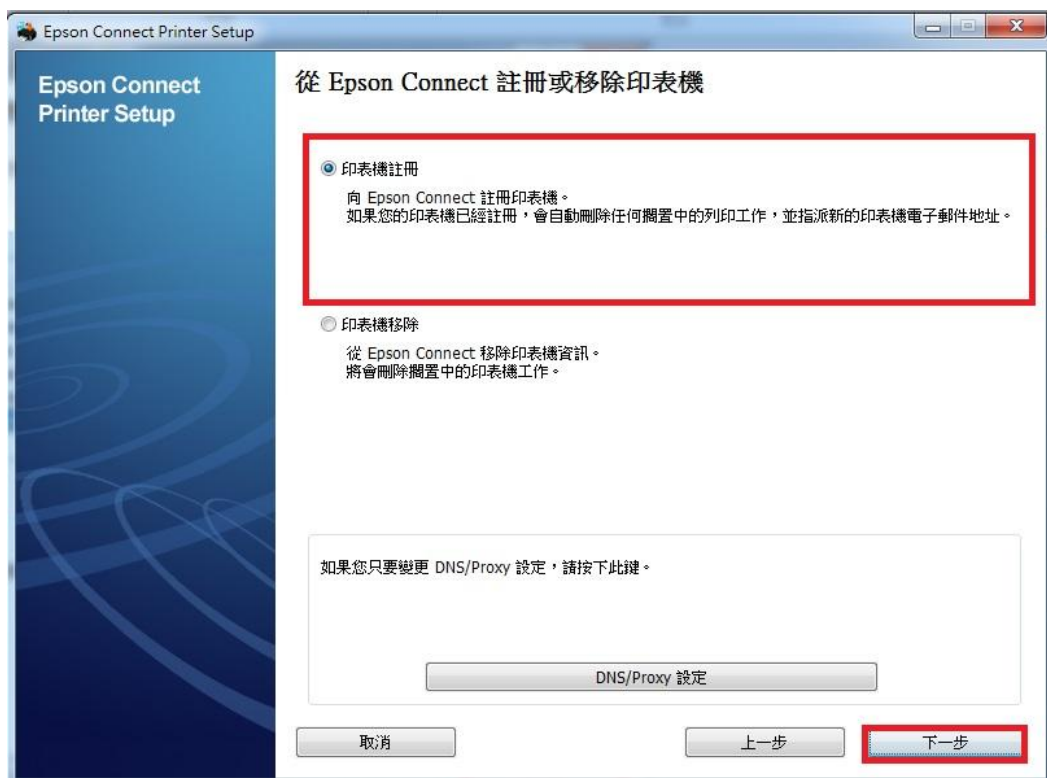 Epson Connect Printer Setup
Epson Connect
Printer Setup
從 Epson Connect 註冊或移除印表機
印表機註冊
向 Epson Connect 註冊印表機。
如果您的印表機已經註冊，會自動刪除任何擱置中的列印工作，並指派新的印表機電子郵件地址。
印表機移除
從 Epson Connect 移除印表機資訊。
將會刪除擱置中的印表機工作。
如果您只要變更 DNS/Proxy 設定，請按下此鍵。
DNS/Proxy 設定
取消
上一步
下一步